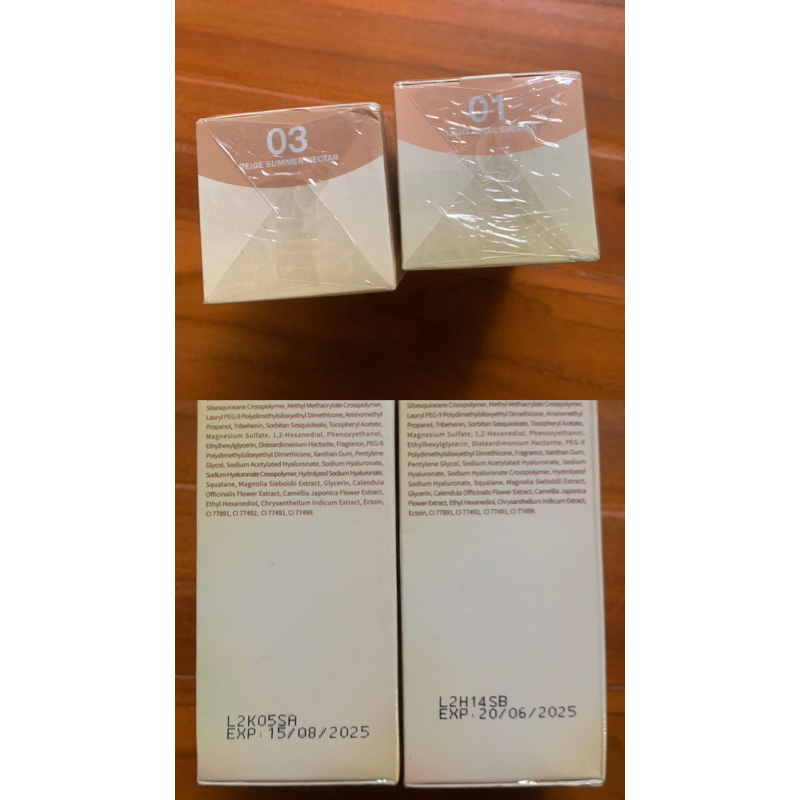 03
BEIGE SUMMER NECTAR
01
LIGHT PETAL SHOWER
Silsesquioxane Crosspolymer, Methyl Methacrylate Crosspolymer,
Lauryl PEG-9 Polydimethylsiloxyethyl Dimethicone, Aminomethyl
Propanol, Tribehenin, Sorbitan Sesquioleate, Tocopheryl Acetate,
Magnesium Sulfate, 1,2-Hexanediol, Phenoxyethanol,
Ethylhexylglycerin, Disteardimonium Hectorite, Fragrance, PEG-9
Polydimethylsiloxyethyl Dimethicone, Xanthan Gum, Pentylene
Glycol, Sodium Acetylated Hyaluronate, Sodium Hyaluronate,
Sodium Hyaluronate Crosspolymer, Hydrolyzed Sodium Hyaluronate,
Squalane, Magnolia Sieboldii Extract, Glycerin, Calendula
Officinalis Flower Extract, Camellia Japonica Flower Extract,
Ethyl Hexanediol, Chrysanthellum Indicum Extract, Ectoin,
CI 77891, CI 77492, CI 77491, CI 77499.
L2K05SA
EXP: 15/08/2025
Silsesquioxane Crosspolymer, Methyl Methacrylate Crosspolymer,
Lauryl PEG-9 Polydimethylsiloxyethyl Dimethicone, Aminomethyl
Propanol, Tribehenin, Sorbitan Sesquioleate, Tocopheryl Acetate,
Magnesium Sulfate, 1,2-Hexanediol, Phenoxyethanol,
Ethylhexylglycerin, Disteardimonium Hectorite, PEG-9
Polydimethylsiloxyethyl Dimethicone, Fragrance, Xanthan Gum,
Pentylene Glycol, Sodium Acetylated Hyaluronate, Sodium
Hyaluronate, Sodium Hyaluronate Crosspolymer, Hydrolyzed
Sodium Hyaluronate, Squalane, Magnolia Sieboldii Extract,
Glycerin, Calendula Officinalis Flower Extract, Camellia Japonica
Flower Extract, Ethyl Hexanediol, Chrysanthellum Indicum Extract,
Ectoin, CI 77891, CI 77492, CI 77491, CI 77499.
L2H14SB
EXP: 20/06/2025